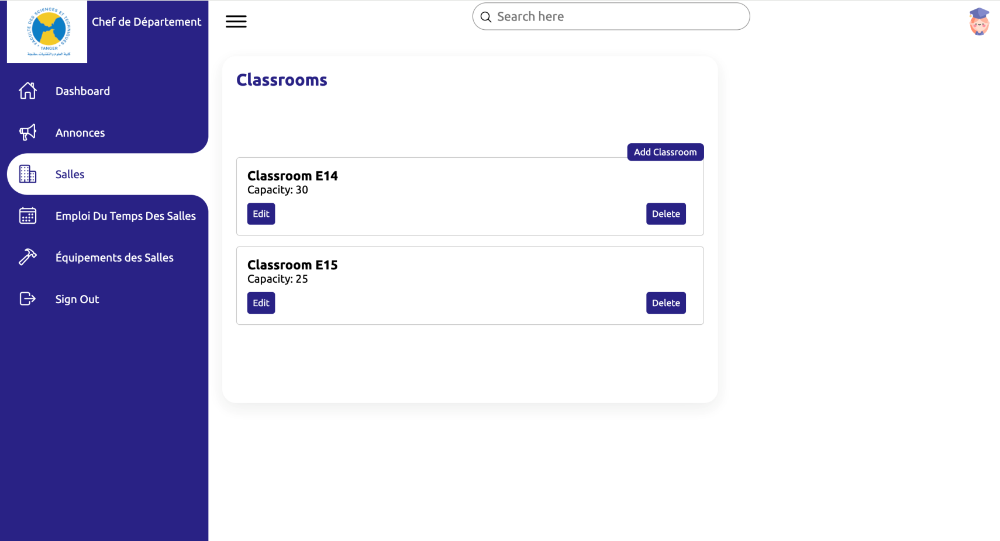 FACULTE DES SCIENCES ET TECHNIQUES
TANGER
كلية العلوم والتقنيات - طنجة
Chef de Département
Search here
Dashboard
Annonces
Salles
Emploi Du Temps Des Salles
Équipements des Salles
Sign Out
Classrooms
Add Classroom
Classroom E14
Capacity: 30
Edit
Delete
Classroom E15
Capacity: 25
Edit
Delete